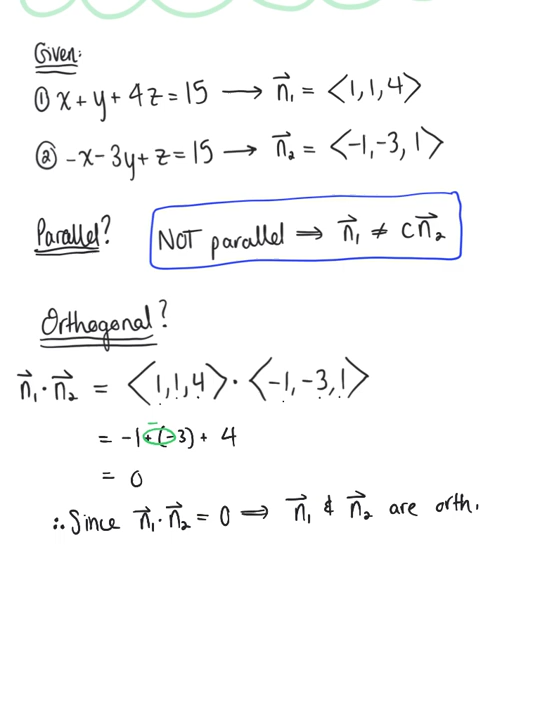 Given:
① x + y + 4z = 15 → n⃗₁ = <1, 1, 4>
② -x - 3y + z = 15 → n⃗₂ = <-1, -3, 1>
Parallel? NOT parallel ⇒ n⃗₁ ≠ cn⃗₂
Orthogonal?
n⃗₁ · n⃗₂ = <1, 1, 4> · <-1, -3, 1>
= -1 + (-3) + 4
= 0
∴ Since n⃗₁ · n⃗₂ = 0 ⇒ n⃗₁ & n⃗₂ are orth.